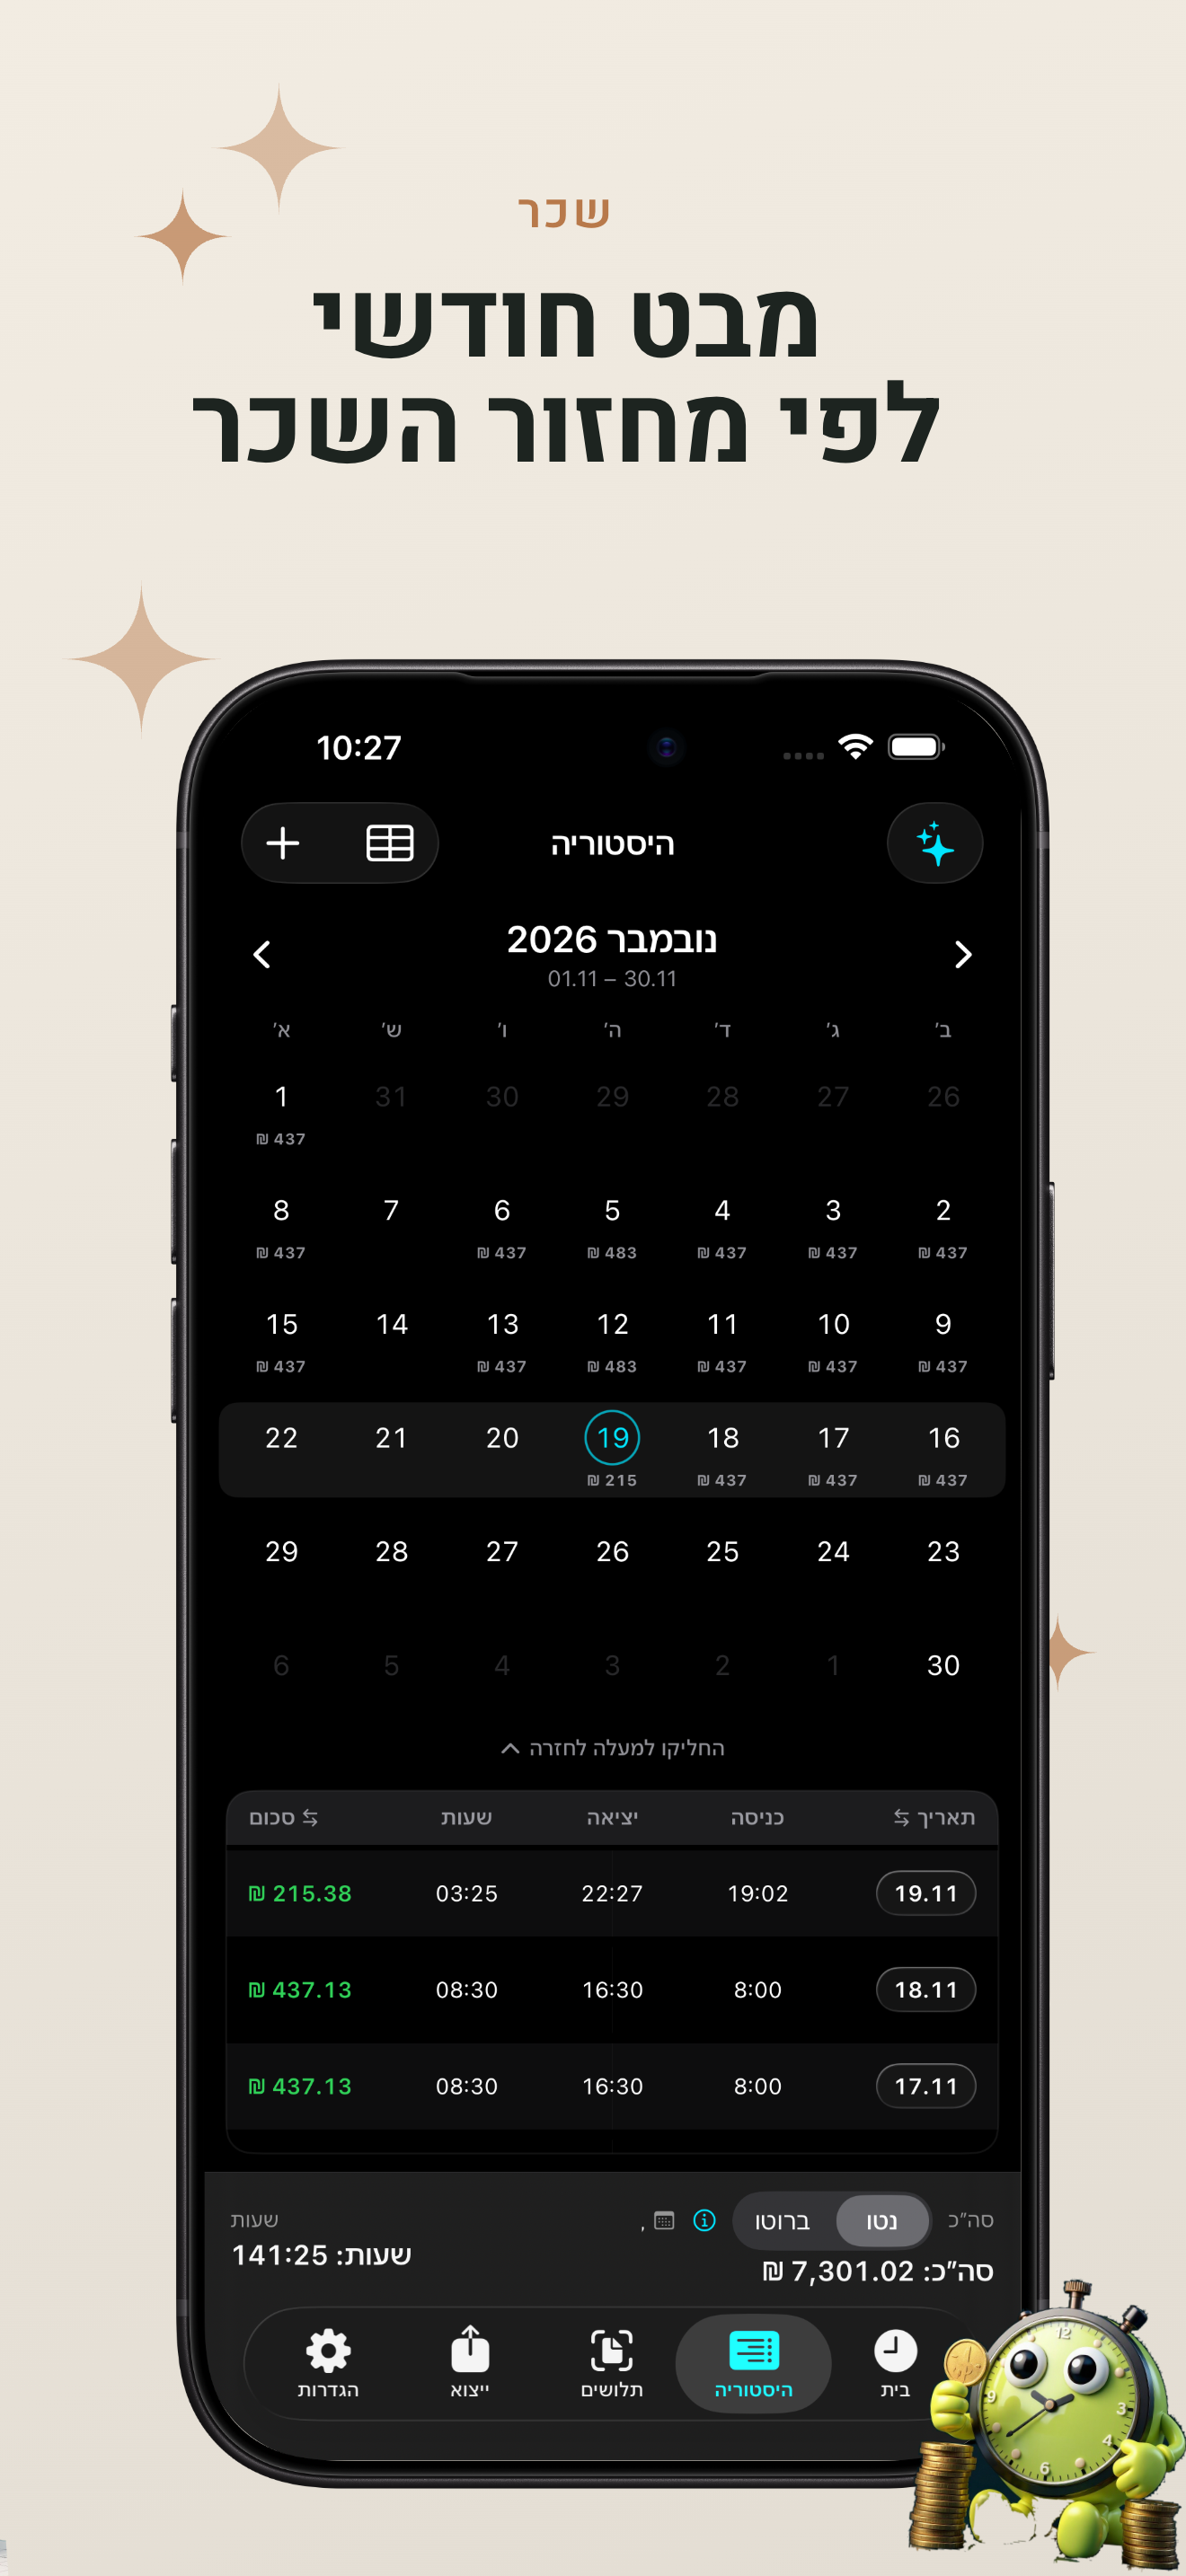 שכר
מבט חודשי
לפי מחזור השכר
10:27
היסטוריה
נובמבר 2026
01.11 – 30.11
ב׳ ג׳ ד׳ ה׳ ו׳ ש׳ א׳
26 27 28 29 30 31 1
437 ₪
2 3 4 5 6 7 8
437 ₪ 437 ₪ 437 ₪ 483 ₪ 437 ₪ 437 ₪
9 10 11 12 13 14 15
437 ₪ 437 ₪ 437 ₪ 483 ₪ 437 ₪ 437 ₪
16 17 18 19 20 21 22
437 ₪ 437 ₪ 437 ₪ 215 ₪
23 24 25 26 27 28 29
30 1 2 3 4 5 6
החליקו למעלה לחזרה
תאריך כניסה יציאה שעות סכום
19.11 19:02 22:27 03:25 215.38 ₪
18.11 8:00 16:30 08:30 437.13 ₪
17.11 8:00 16:30 08:30 437.13 ₪
סה״כ נטו ברוטו , שעות
סה״כ: 7,301.02 ₪ שעות: 141:25
בית היסטוריה תלושים ייצוא הגדרות
12
9 3
4
6